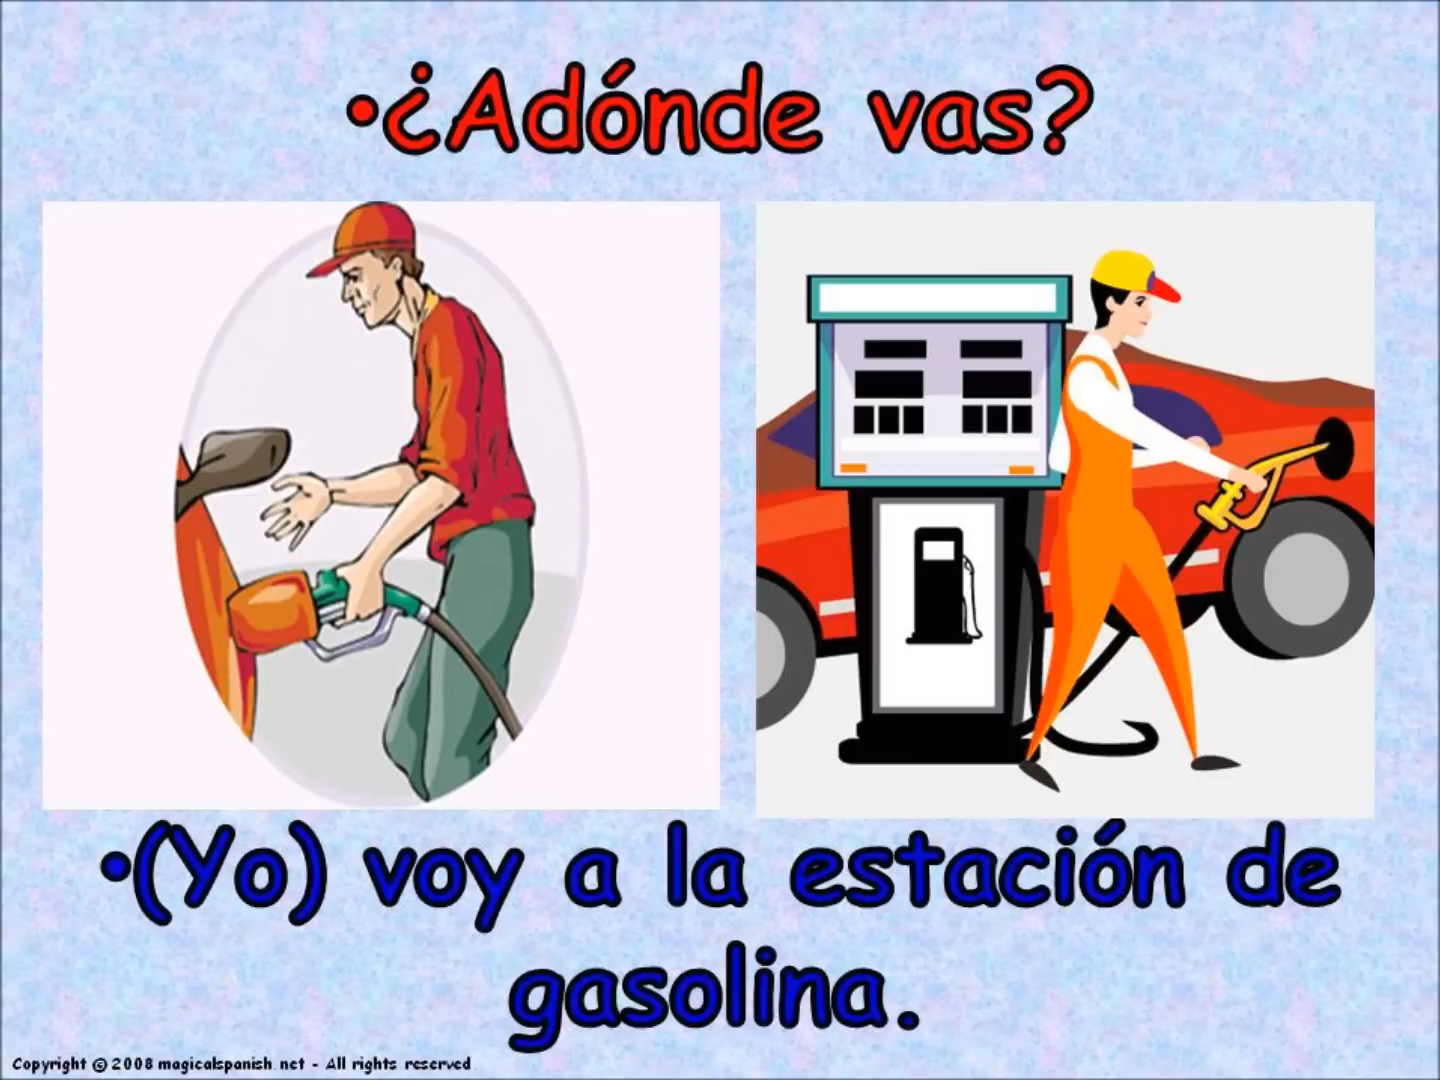 •¿Adónde vas?
•(Yo) voy a la estación de
gasolina.
Copyright © 2008 magicalspanish.net - All rights reserved